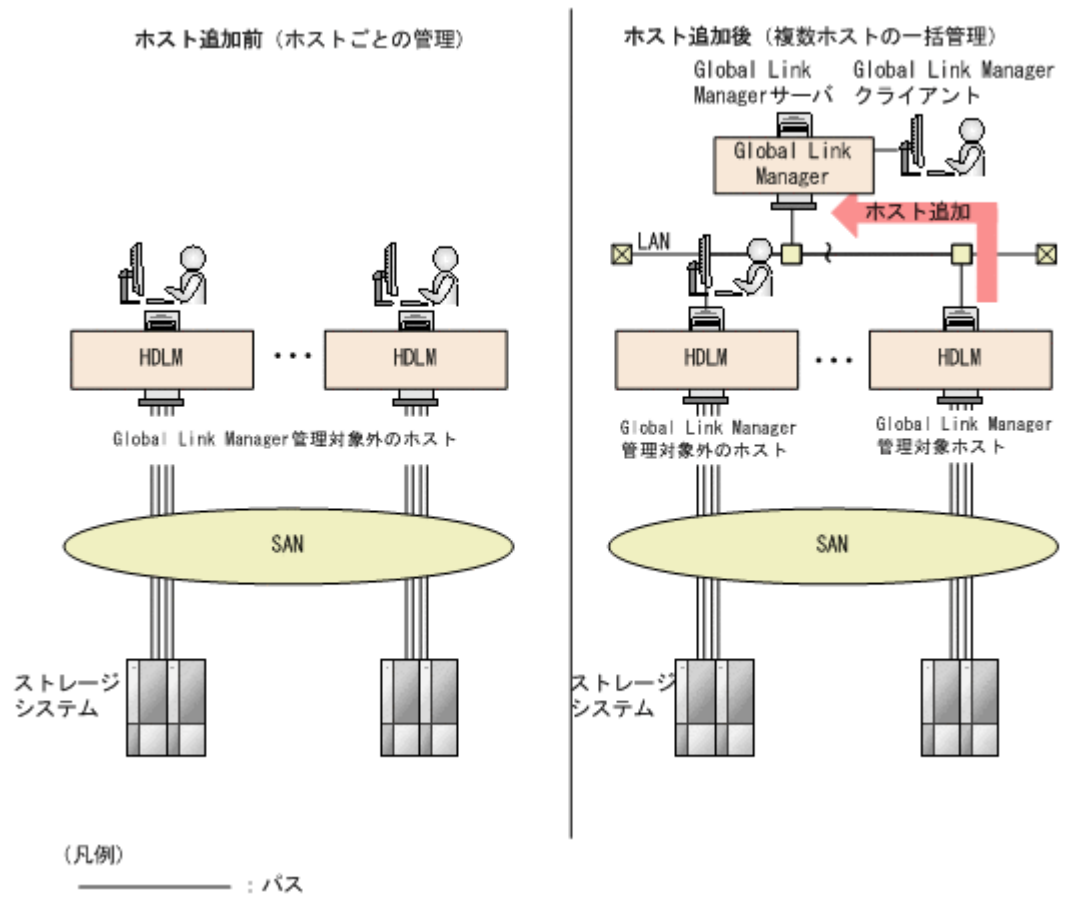 ホスト追加前（ホストごとの管理）
HDLM
・・・
HDLM
Global Link Manager管理対象外のホスト
SAN
ストレージ
システム
ホスト追加後（複数ホストの一括管理）
Global Link
Managerサーバ
Global Link Manager
クライアント
Global Link
Manager
ホスト追加
LAN
HDLM
・・・
HDLM
Global Link Manager
管理対象外のホスト
Global Link Manager
管理対象ホスト
SAN
ストレージ
システム
（凡例）
：パス